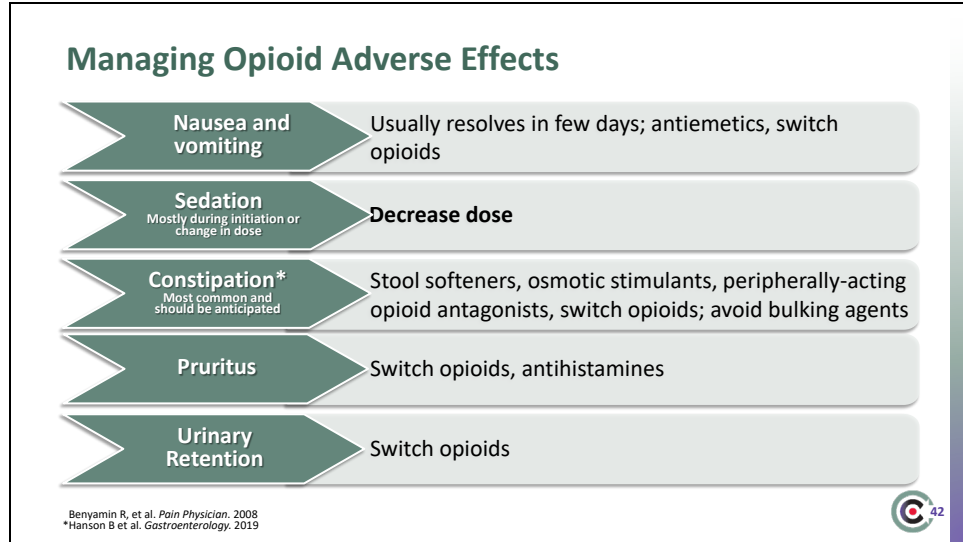 Managing Opioid Adverse Effects
Nausea and
vomiting
Usually resolves in few days; antiemetics, switch
opioids
Sedation
Mostly during initiation or
change in dose
Decrease dose
Constipation*
Most common and
should be anticipated
Stool softeners, osmotic stimulants, peripherally-acting
opioid antagonists, switch opioids; avoid bulking agents
Pruritus
Switch opioids, antihistamines
Urinary
Retention
Switch opioids
Benyamin R, et al. Pain Physician. 2008
*Hanson B et al. Gastroenterology. 2019
42